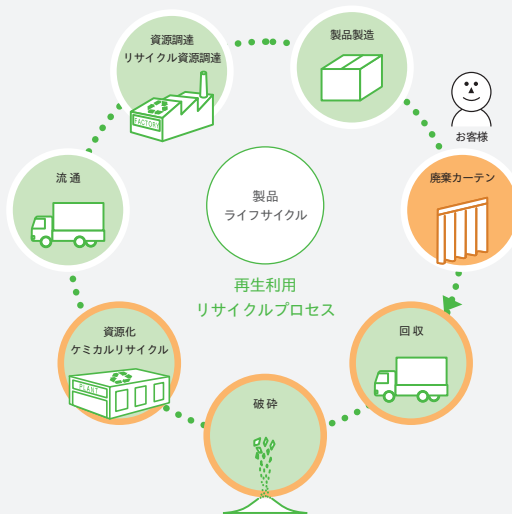 資源調達
リサイクル資源調達
FACTORY
製品製造
お客様
廃棄カーテン
回収
破砕
資源化
ケミカルリサイクル
PLANT
流通
製品
ライフサイクル
再生利用
リサイクルプロセス